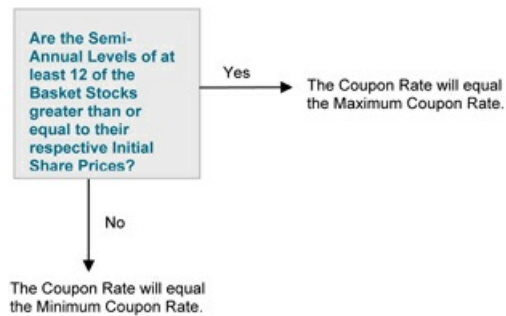 Are the Semi-
Annual Levels of at
least 12 of the
Basket Stocks
greater than or
equal to their
respective Initial
Share Prices?
Yes
The Coupon Rate will equal
the Maximum Coupon Rate.
No
The Coupon Rate will equal
the Minimum Coupon Rate.